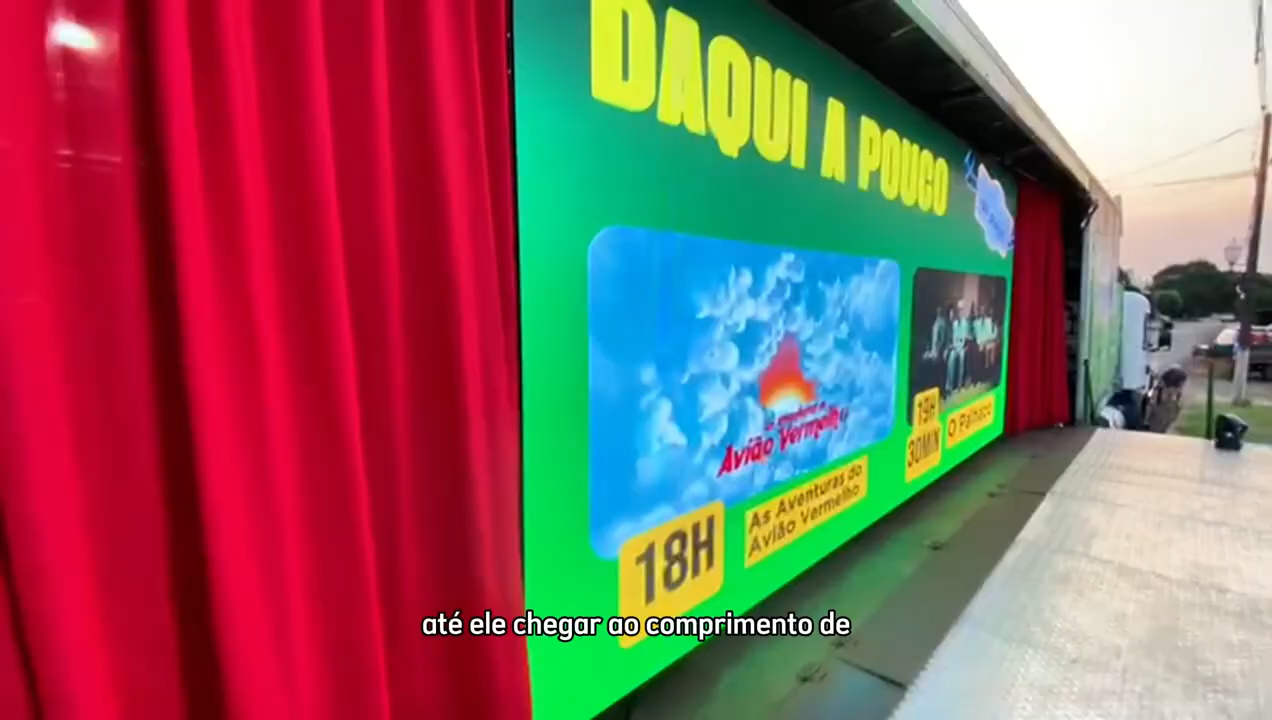 DAQUI A POUCO
Avião Vermelho
18H
As Aventuras do
Avião Vermelho
19H
30MIN
O Palhaço
até ele chegar ao comprimento de